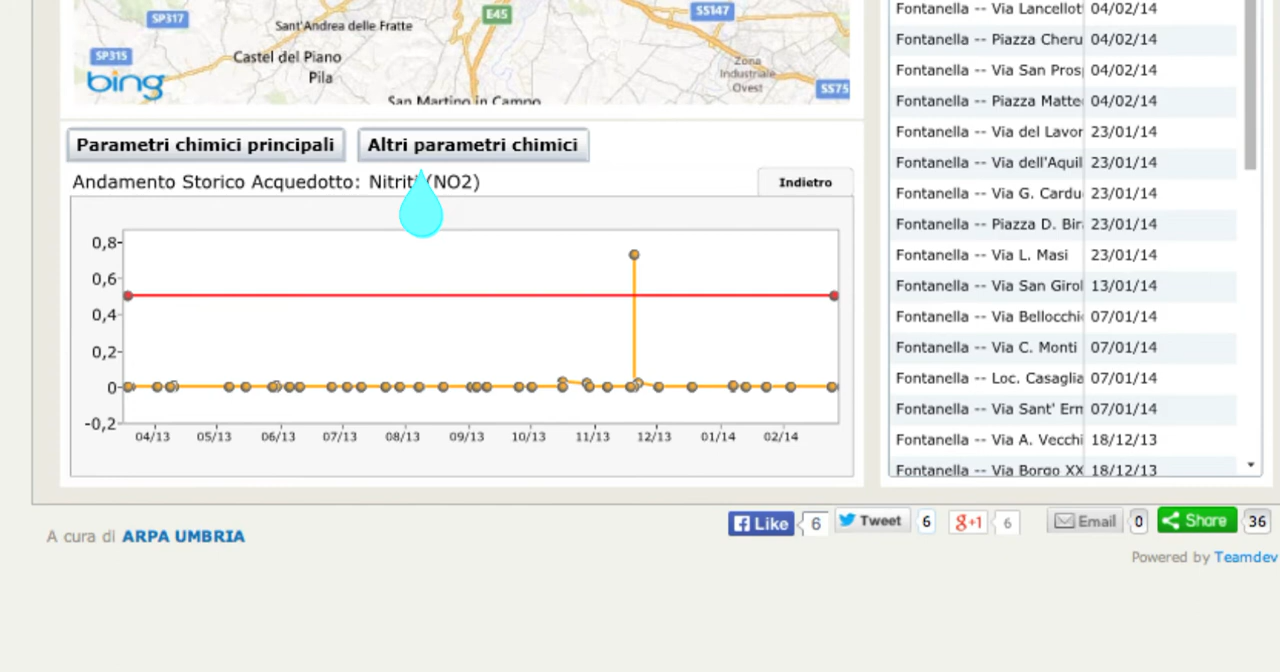 SP317
Sant'Andrea delle Fratte
E45
SS147
SP315
Castel del Piano
Pila
bing
San Martino in Campo
Zona
Industriale
Ovest
SS75
Parametri chimici principali
Altri parametri chimici
Andamento Storico Acquedotto: Nitriti (NO2)
Indietro
0,8
0,6
0,4
0,2
0
-0,2
04/13 05/13 06/13 07/13 08/13 09/13 10/13 11/13 12/13 01/14 02/14
Fontanella -- Via Lancellot 04/02/14
Fontanella -- Piazza Cheru 04/02/14
Fontanella -- Via San Prosp 04/02/14
Fontanella -- Piazza Matte 04/02/14
Fontanella -- Via del Lavor 23/01/14
Fontanella -- Via dell'Aquil 23/01/14
Fontanella -- Via G. Cardu 23/01/14
Fontanella -- Piazza D. Bir 23/01/14
Fontanella -- Via L. Masi 23/01/14
Fontanella -- Via San Girol 13/01/14
Fontanella -- Via Bellocchi 07/01/14
Fontanella -- Via C. Monti 07/01/14
Fontanella -- Loc. Casaglia 07/01/14
Fontanella -- Via Sant' Erm 07/01/14
Fontanella -- Via A. Vecchi 18/12/13
Fontanella -- Via Borgo XX 18/12/13
A cura di ARPA UMBRIA
Like 6 Tweet 6 g+1 6 Email 0 Share 36
Powered by Teamdev